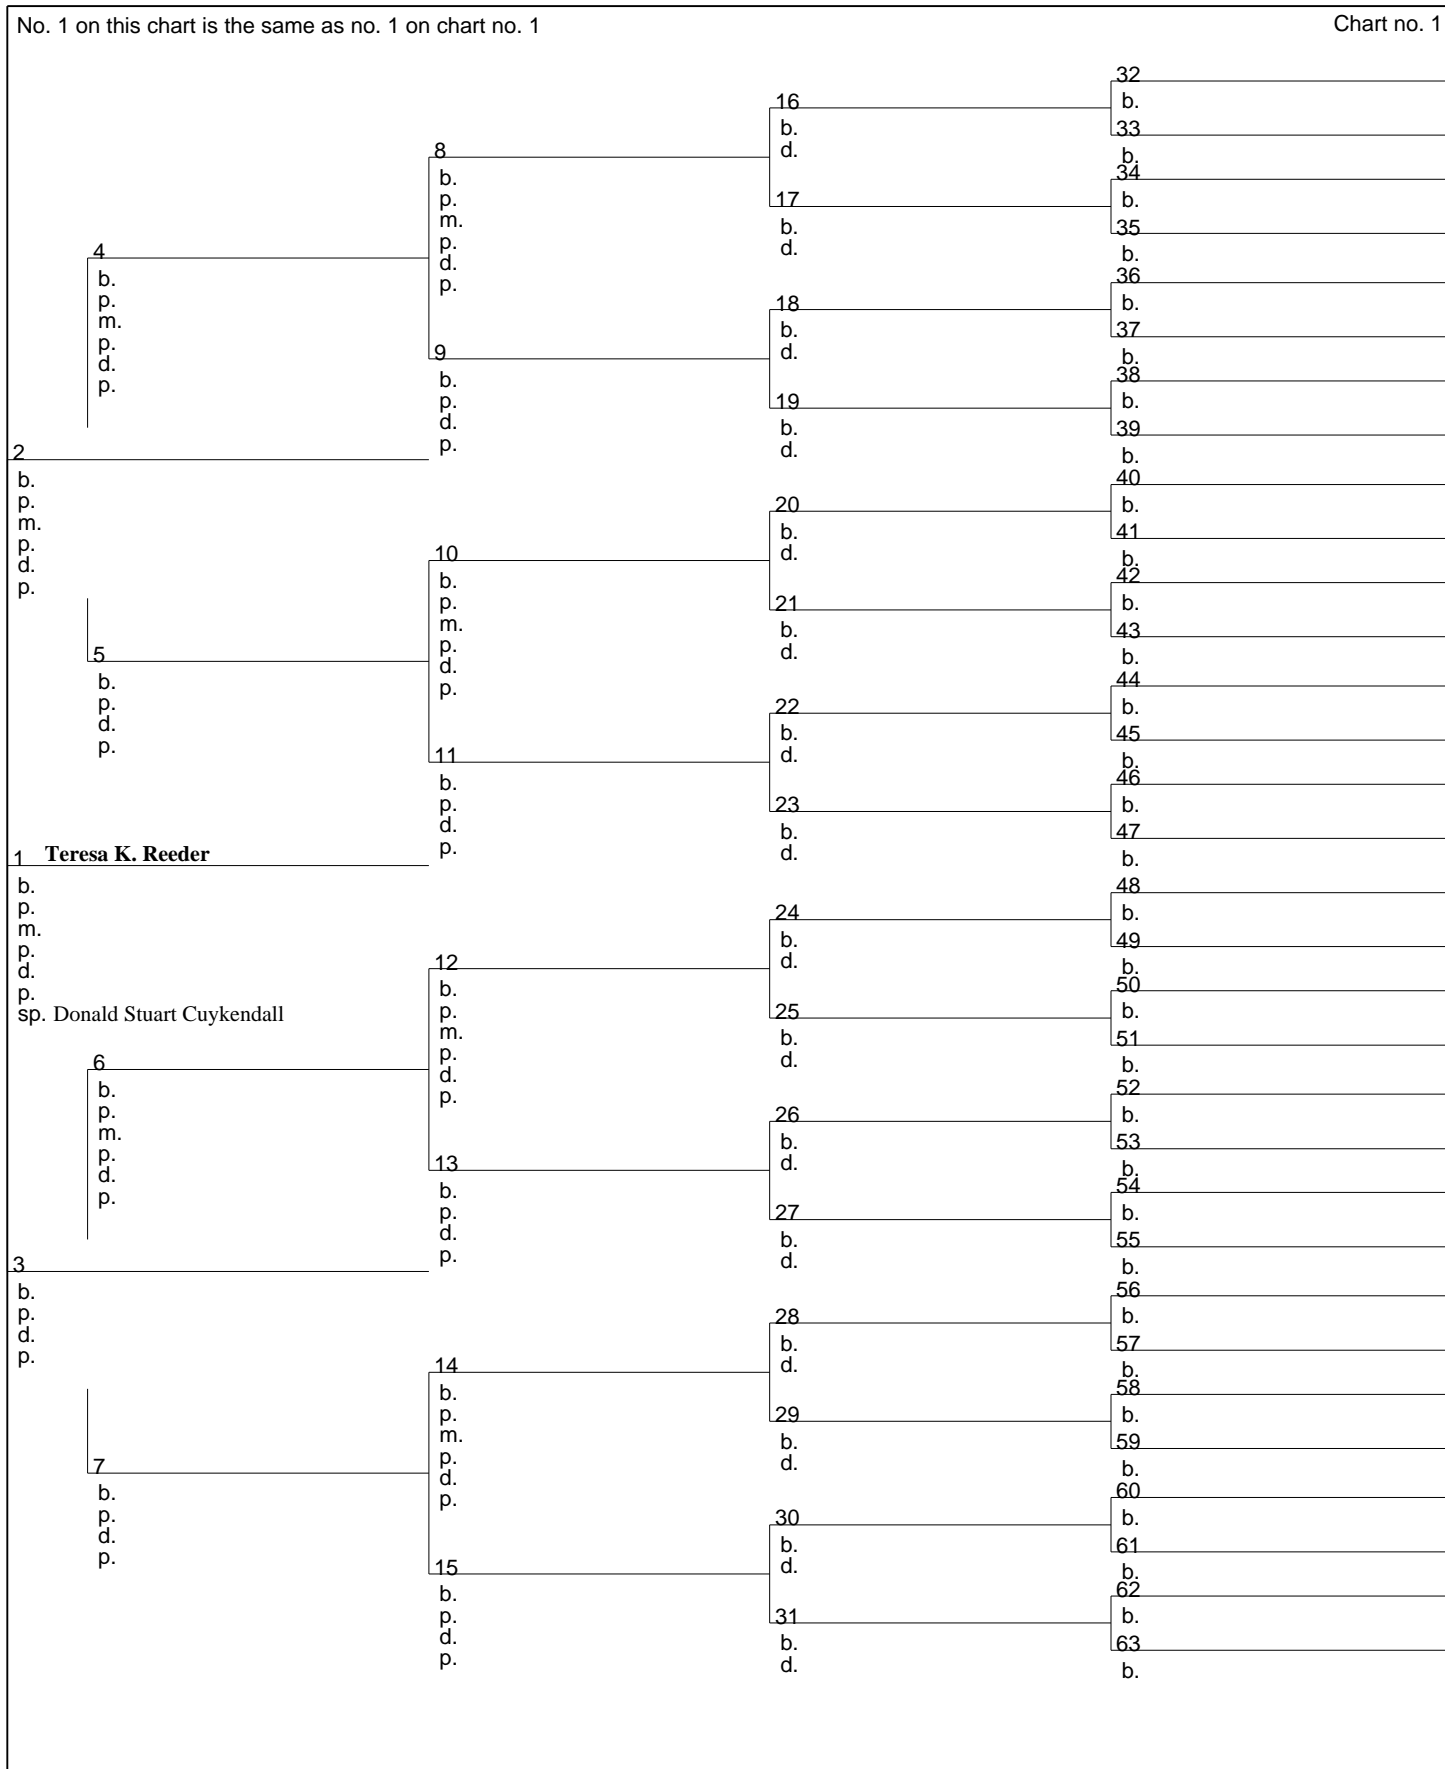 No. 1 on this chart is the same as no. 1 on chart no. 1
Chart no. 1
32
b.
33
b.
16
b.
d.
34
b.
35
b.
17
b.
d.
8
b.
p.
m.
p.
d.
p.
36
b.
37
b.
18
b.
d.
38
b.
39
b.
19
b.
d.
9
b.
p.
d.
p.
4
b.
p.
m.
p.
d.
p.
2
b.
p.
m.
p.
d.
p.
40
b.
41
b.
20
b.
d.
42
b.
43
b.
21
b.
d.
10
b.
p.
m.
p.
d.
p.
5
b.
p.
d.
p.
44
b.
45
b.
22
b.
d.
46
b.
47
b.
23
b.
d.
11
b.
p.
d.
p.
1 Teresa K. Reeder
b.
p.
m.
p.
d.
p.
sp. Donald Stuart Cuykendall
48
b.
49
b.
24
b.
d.
50
b.
51
b.
25
b.
d.
12
b.
p.
m.
p.
d.
p.
6
b.
p.
m.
p.
d.
p.
52
b.
53
b.
26
b.
d.
54
b.
55
b.
27
b.
d.
13
b.
p.
d.
p.
3
b.
p.
d.
p.
56
b.
57
b.
28
b.
d.
58
b.
59
b.
29
b.
d.
14
b.
p.
m.
p.
d.
p.
7
b.
p.
d.
p.
60
b.
61
b.
30
b.
d.
62
b.
63
b.
31
b.
d.
15
b.
p.
d.
p.